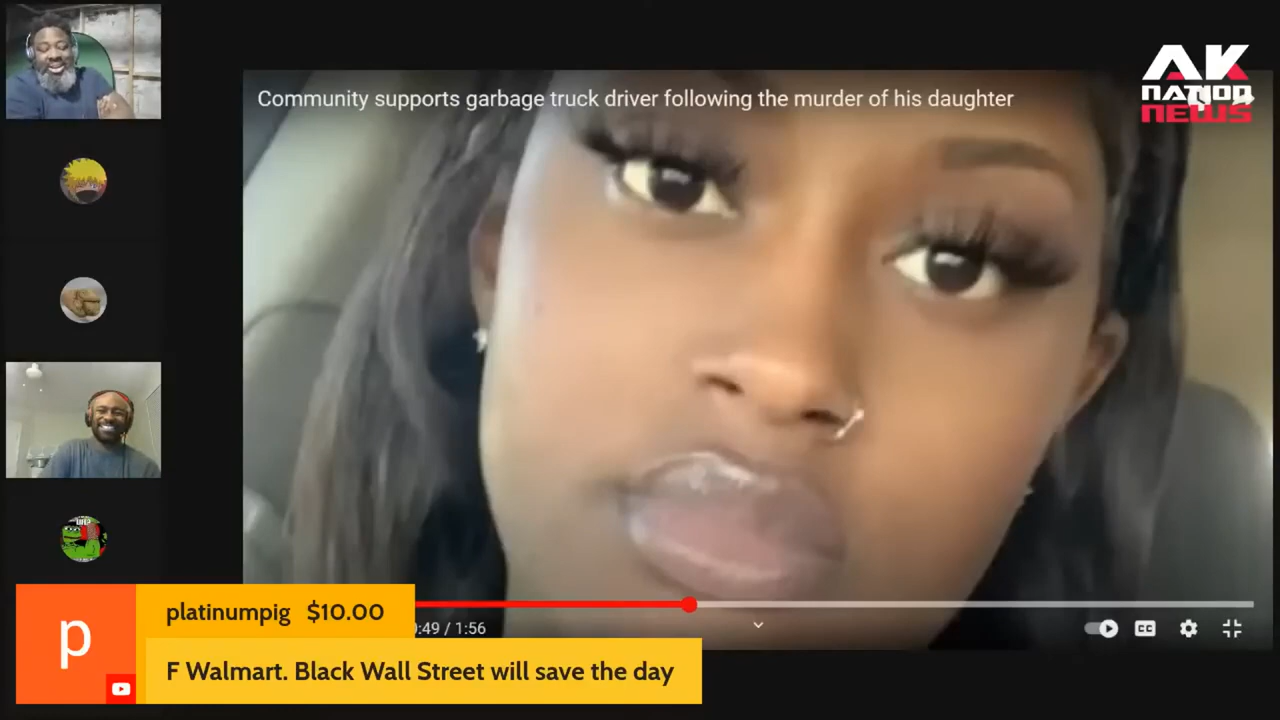 Community supports garbage truck driver following the murder of his daughter
AK
NATION
NEWS
:49 / 1:56
CC
p
platinumpig $10.00
F Walmart. Black Wall Street will save the day